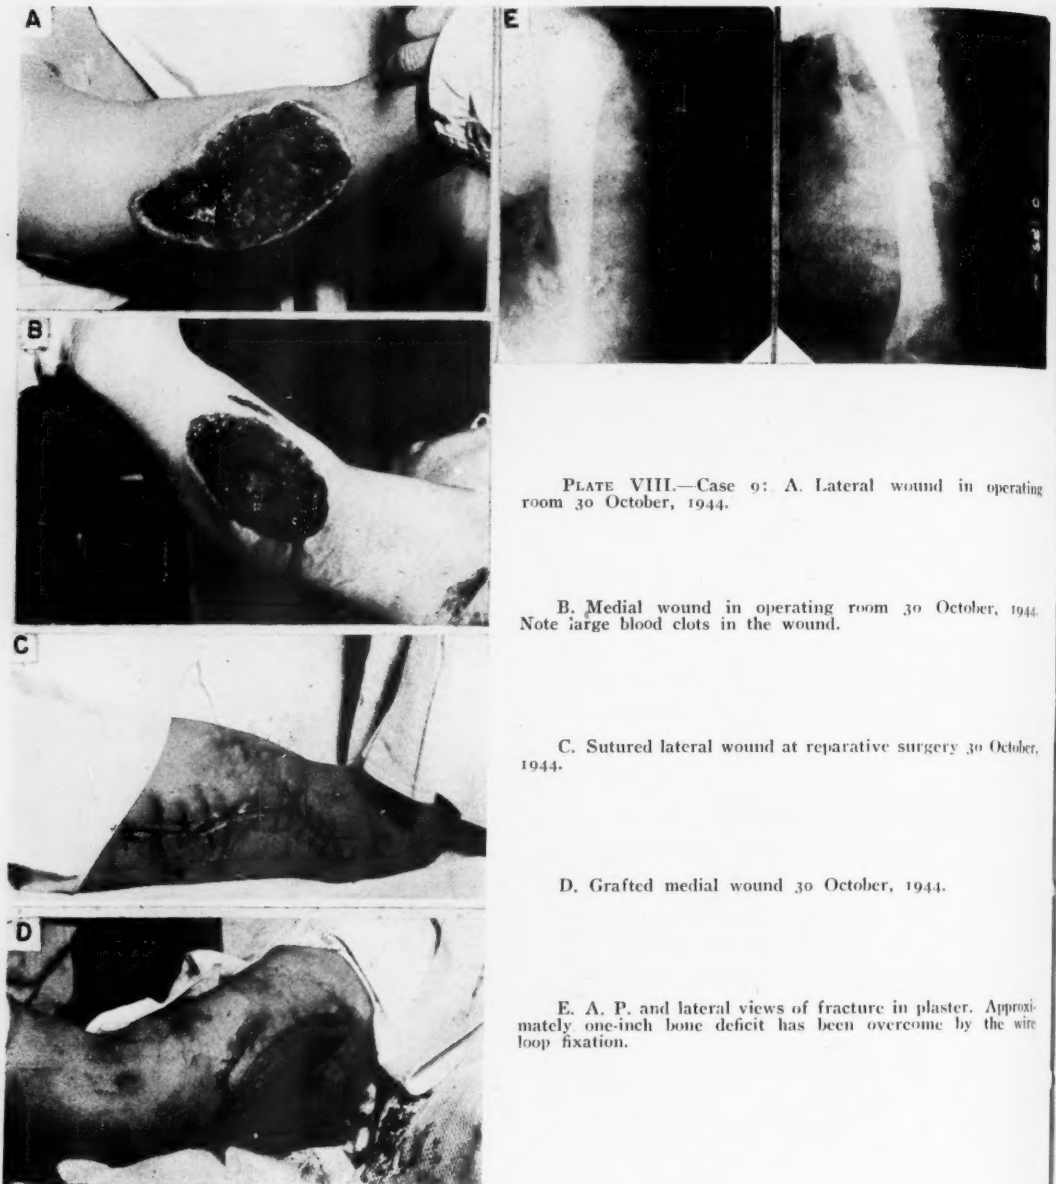 A
E
B
C
D
PLATE VIII.—Case 9: A. Lateral wound in operating
room 30 October, 1944.
B. Medial wound in operating room 30 October, 1944.
Note large blood clots in the wound.
C. Sutured lateral wound at reparative surgery 30 October,
1944.
D. Grafted medial wound 30 October, 1944.
E. A. P. and lateral views of fracture in plaster. Approxi-
mately one-inch bone deficit has been overcome by the wire
loop fixation.